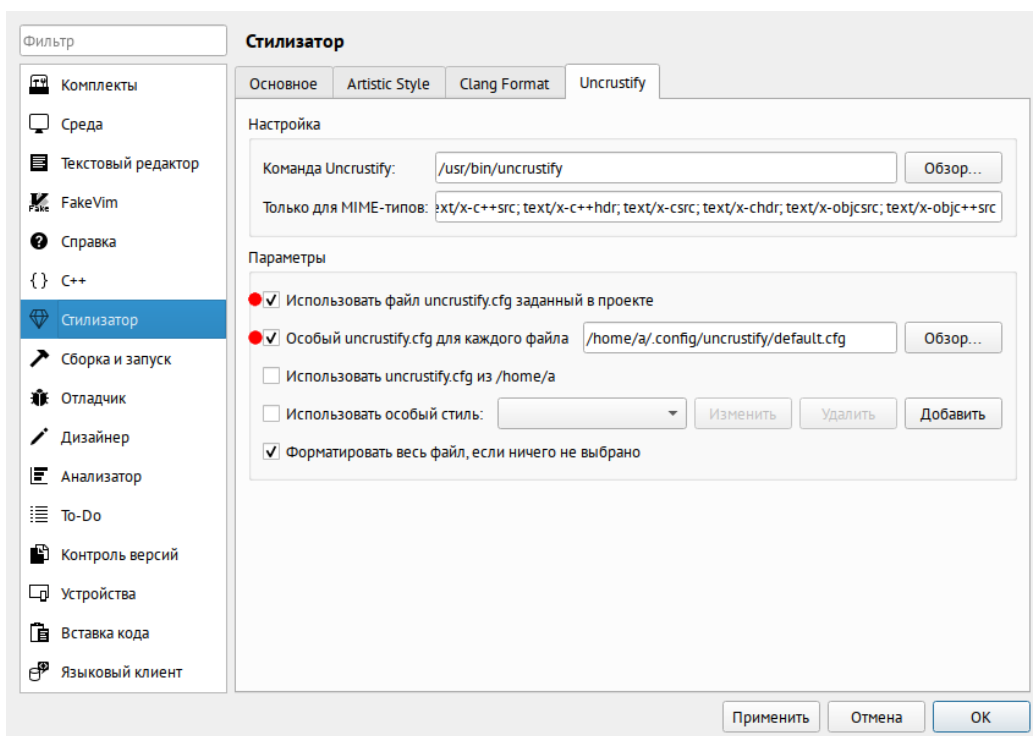 Фильтр
Комплекты
Среда
Текстовый редактор
FakeVim
Справка
C++
Стилизатор
Сборка и запуск
Отладчик
Дизайнер
Анализатор
To-Do
Контроль версий
Устройства
Вставка кода
Языковый клиент
Стилизатор
Основное Artistic Style Clang Format Uncrustify
Настройка
Команда Uncrustify: /usr/bin/uncrustify Обзор...
Только для MIME-типов: ext/x-c++src; text/x-c++hdr; text/x-csrc; text/x-chdr; text/x-objcsrc; text/x-objc++src
Параметры
Использовать файл uncrustify.cfg заданный в проекте
Особый uncrustify.cfg для каждого файла /home/a/.config/uncrustify/default.cfg Обзор...
Использовать uncrustify.cfg из /home/a
Использовать особый стиль: Изменить Удалить Добавить
Форматировать весь файл, если ничего не выбрано
Применить Отмена OK